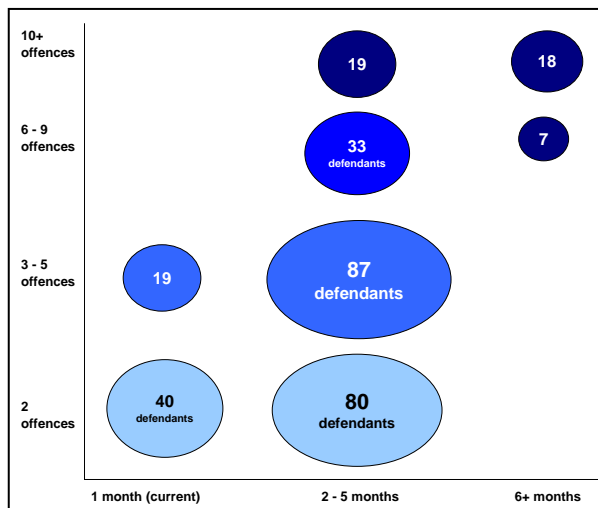 10+
offences
19
18
6 - 9
offences
33
defendants
7
3 - 5
offences
19
87
defendants
2
offences
40
defendants
80
defendants
1 month (current)
2 - 5 months
6+ months